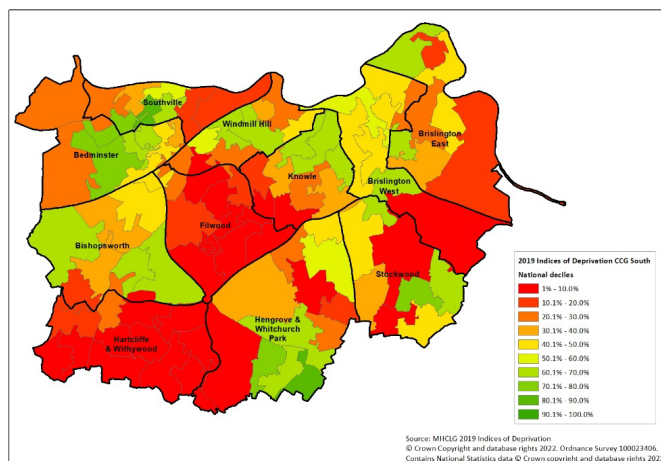 Southville
Windmill Hill
Brislington
East
Bedminster
Knowle
Brislington
West
Filwood
Bishopsworth
Stockwood
Hengrove &
Whitchurch
Park
Hartcliffe
& Withywood
2019 Indices of Deprivation CCG South
National deciles
1% - 10.0%
10.1% - 20.0%
20.1% - 30.0%
30.1% - 40.0%
40.1% - 50.0%
50.1% - 60.0%
60.1% - 70.0%
70.1% - 80.0%
80.1% - 90.0%
90.1% - 100.0%
Source: MHCLG 2019 Indices of Deprivation
© Crown Copyright and database rights 2022. Ordnance Survey 100023406.
Contains National Statistics data © Crown copyright and database rights 2022